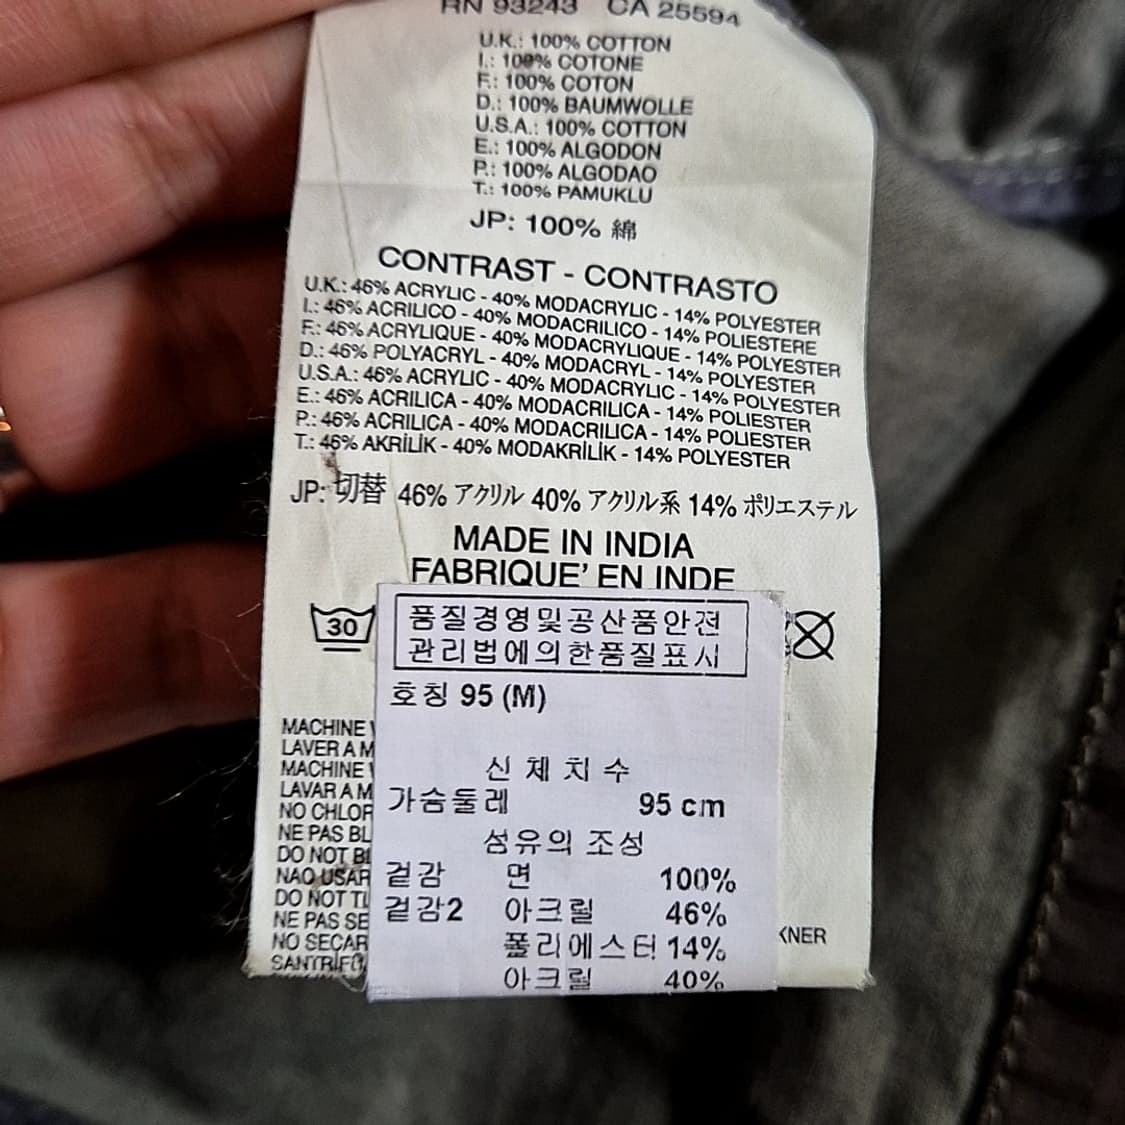 RN 93243 CA 25594
U.K.: 100% COTTON
I.: 100% COTONE
F.: 100% COTON
D.: 100% BAUMWOLLE
U.S.A.: 100% COTTON
E.: 100% ALGODON
P.: 100% ALGODAO
T.: 100% PAMUKLU
JP: 100% 綿
CONTRAST - CONTRASTO
U.K.: 46% ACRYLIC - 40% MODACRYLIC - 14% POLYESTER
I.: 46% ACRILICO - 40% MODACRILICO - 14% POLIESTERE
F.: 46% ACRYLIQUE - 40% MODACRYLIQUE - 14% POLYESTER
D.: 46% POLYACRYL - 40% MODACRYL - 14% POLYESTER
U.S.A.: 46% ACRYLIC - 40% MODACRYLIC - 14% POLYESTER
E.: 46% ACRILICA - 40% MODACRILICA - 14% POLIESTER
P.: 46% ACRILICA - 40% MODACRILICA - 14% POLIESTER
T.: 46% AKRİLİK - 40% MODAKRİLİK - 14% POLYESTER
JP: 切替 46% アクリル 40% アクリル系 14% ポリエステル
MADE IN INDIA
FABRIQUE' EN INDE
30
품질경영및공산품안전
관리법에의한품질표시
호칭 95 (M)
신체치수
가슴둘레 95 cm
섬유의 조성
겉감 면 100%
겉감2 아크릴 46%
폴리에스터 14%
아크릴 40%
MACHINE
LAVER A M
MACHINE
LAVAR A M
NO CHLOR
NE PAS BL
DO NOT BL
NAO USAR
DO NOT TU
NE PAS SE
NO SECAR
SANTRİFÜ
KNER